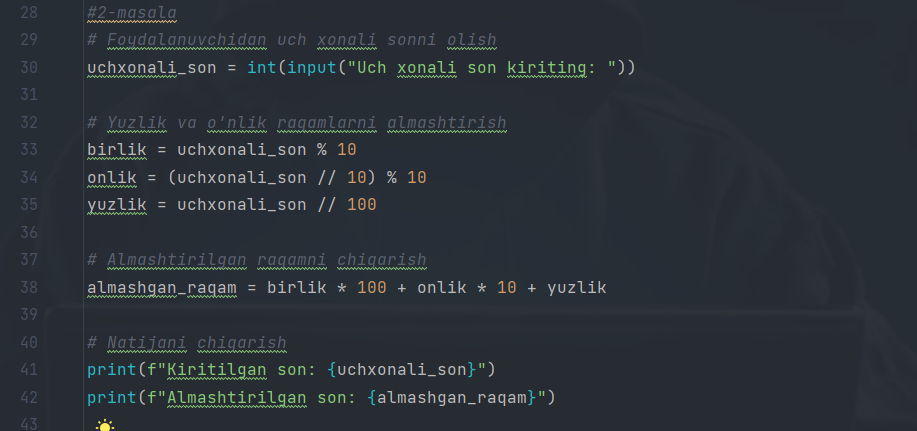 28 #2-masala
29 # Foydalanuvchidan uch xonali sonni olish
30 uchxonali_son = int(input("Uch xonali son kiriting: "))
31
32 # Yuzlik va o'nlik raqamlarni almashtirish
33 birlik = uchxonali_son % 10
34 onlik = (uchxonali_son // 10) % 10
35 yuzlik = uchxonali_son // 100
36
37 # Almashtirilgan raqamni chiqarish
38 almashgan_raqam = birlik * 100 + onlik * 10 + yuzlik
39
40 # Natijani chiqarish
41 print(f"Kiritilgan son: {uchxonali_son}")
42 print(f"Almashtirilgan son: {almashgan_raqam}")
43